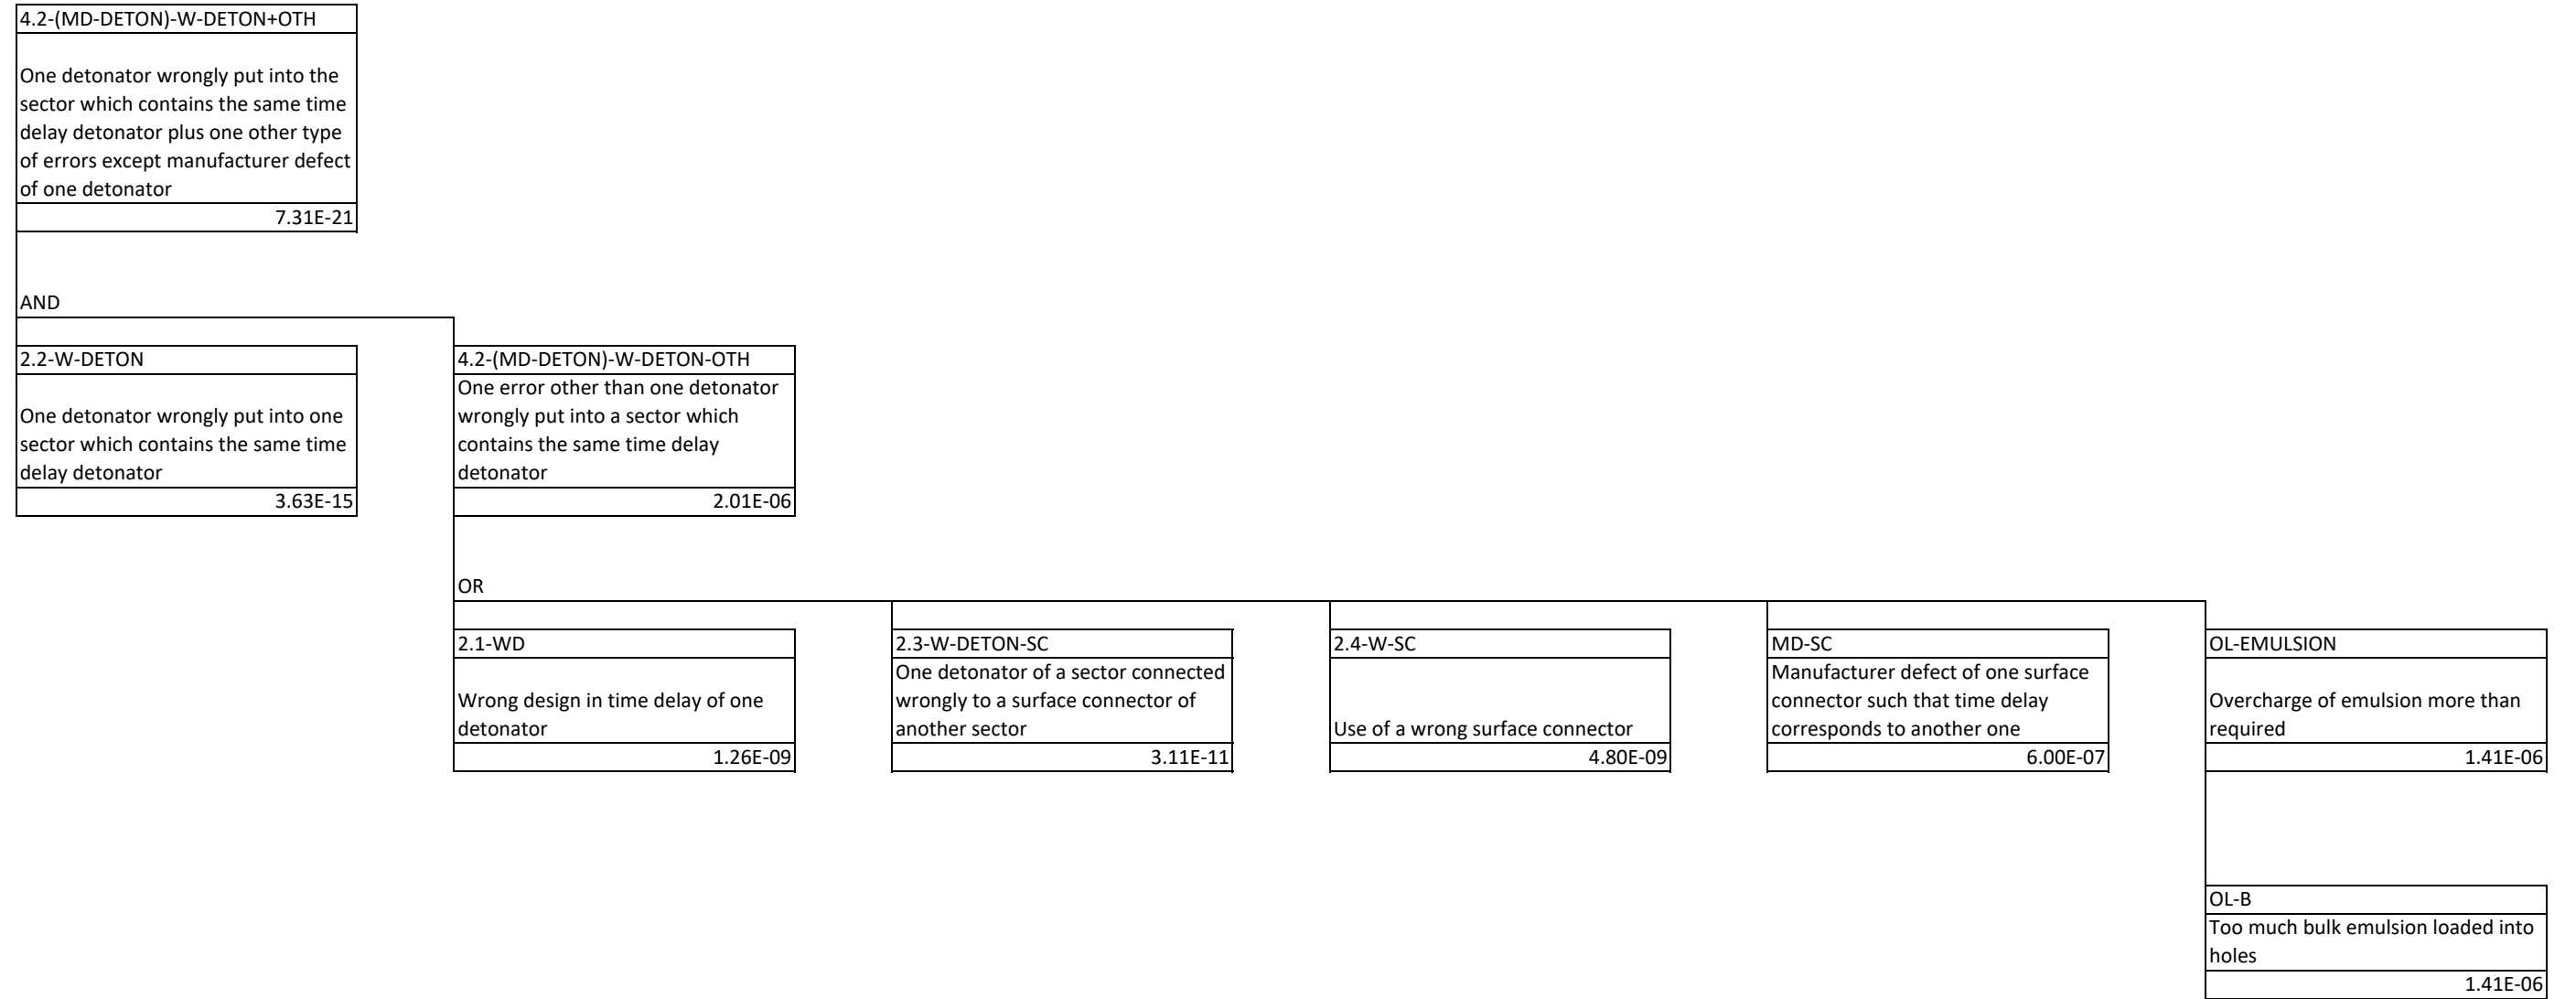 4.2-(MD-DETON)-W-DETON+OTH
One detonator wrongly put into the
sector which contains the same time
delay detonator plus one other type
of errors except manufacturer defect
of one detonator
7.31E-21
AND
2.2-W-DETON
One detonator wrongly put into one
sector which contains the same time
delay detonator
3.63E-15
4.2-(MD-DETON)-W-DETON-OTH
One error other than one detonator
wrongly put into a sector which
contains the same time delay
detonator
2.01E-06
OR
2.1-WD
Wrong design in time delay of one
detonator
1.26E-09
2.3-W-DETON-SC
One detonator of a sector connected
wrongly to a surface connector of
another sector
3.11E-11
2.4-W-SC
Use of a wrong surface connector
4.80E-09
MD-SC
Manufacturer defect of one surface
connector such that time delay
corresponds to another one
6.00E-07
OL-EMULSION
Overcharge of emulsion more than
required
1.41E-06
OL-B
Too much bulk emulsion loaded into
holes
1.41E-06